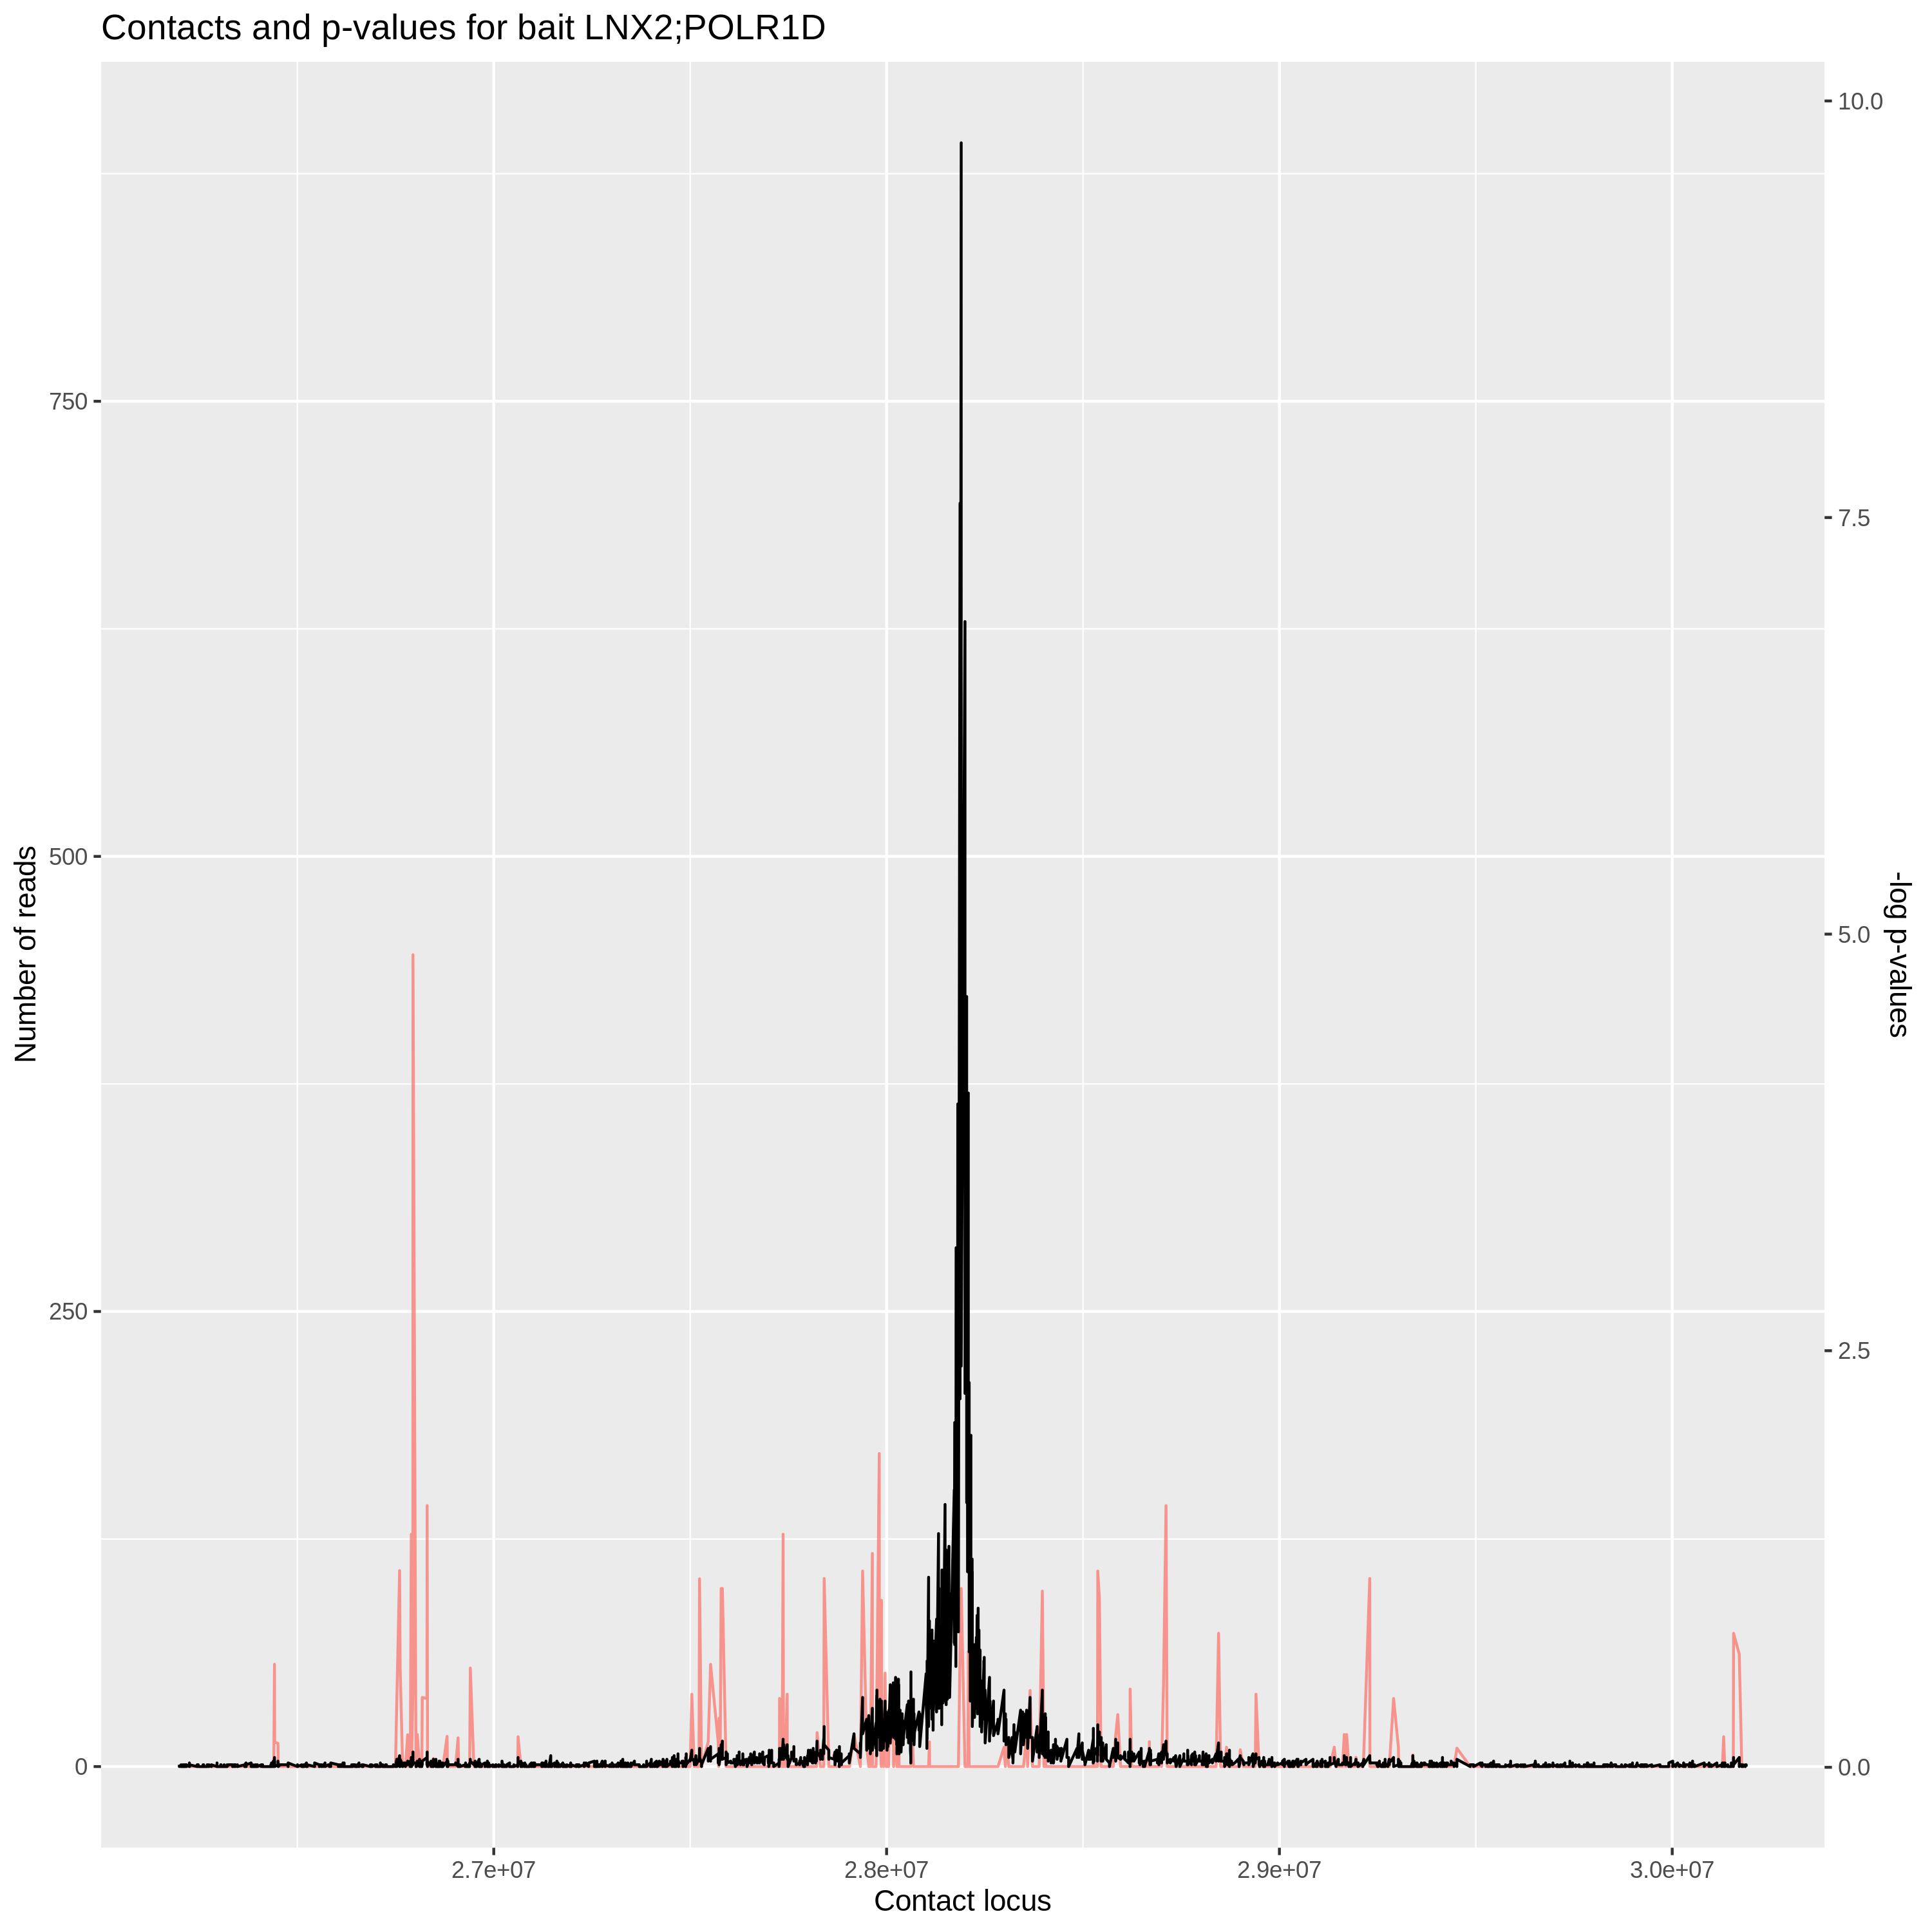 Contacts and p-values for bait LNX2;POLR1D
Number of reads
750
500
250
0
10.0
7.5
5.0
2.5
0.0
-log p-values
2.7e+07
2.8e+07
2.9e+07
3.0e+07
Contact locus